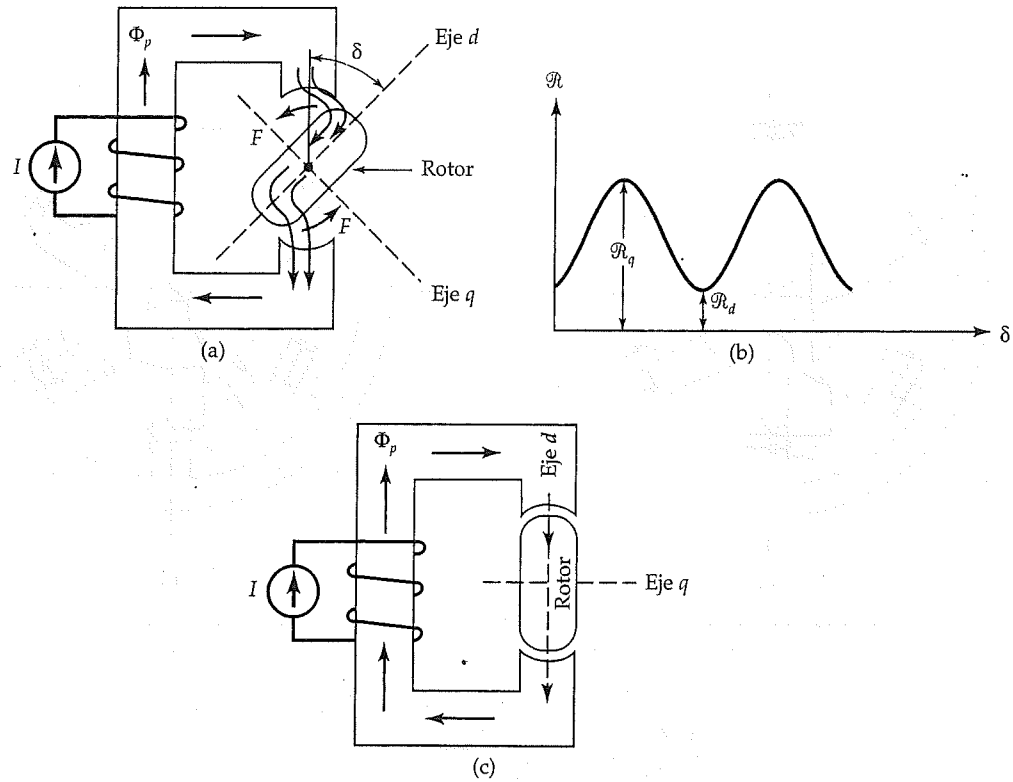 Φp
δ
Eje d
F
I
Rotor
F
Eje q
(a)
ℛ
ℛq
ℛd
δ
(b)
Φp
Eje d
I
Rotor
Eje q
(c)